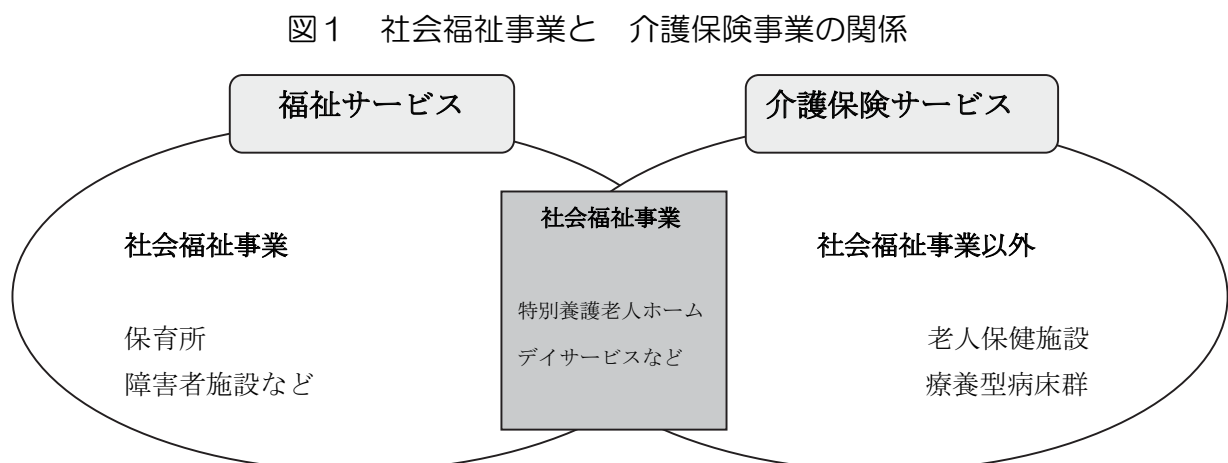 図1 社会福祉事業と 介護保険事業の関係
福祉サービス
介護保険サービス
社会福祉事業
保育所
障害者施設など
社会福祉事業
特別養護老人ホーム
デイサービスなど
社会福祉事業以外
老人保健施設
療養型病床群